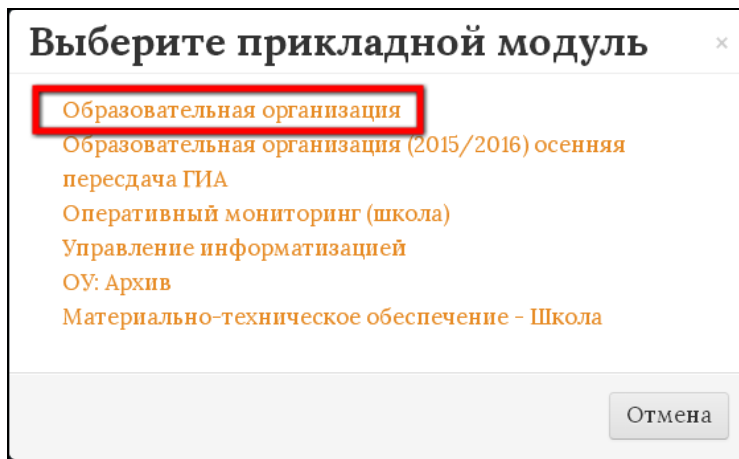 Выберите прикладной модуль ×
Образовательная организация
Образовательная организация (2015/2016) осенняя
пересдача ГИА
Оперативный мониторинг (школа)
Управление информатизацией
ОУ: Архив
Материально-техническое обеспечение - Школа
Отмена